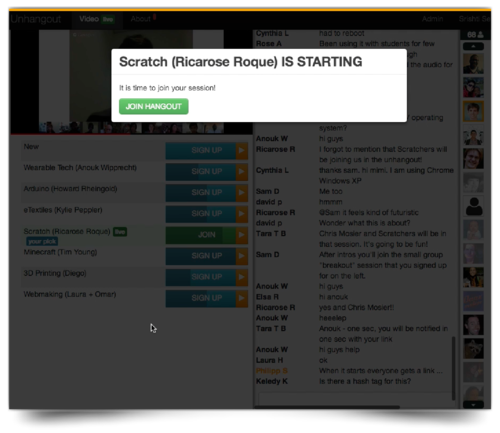 Unhangout
Video live
About
Admin
Scratch (Ricarose Roque) IS STARTING
It is time to join your session!
JOIN HANGOUT
New SIGN UP
Wearable Tech (Anouk Wipprecht) SIGN UP
Arduino (Howard Rheingold) SIGN UP
eTextiles (Kylie Peppler) SIGN UP
Scratch (Ricarose Roque) live JOIN
your pick
Minecraft (Tim Young) SIGN UP
3D Printing (Diego) SIGN UP
Webmaking (Laura + Omar) SIGN UP
68
Cynthia L had to reboot
Rose A Been using it with students for few
the audio for
operating
system?
Anouk W hi guys
Ricarose R I forgot to mention that Scratchers will
be joining us in the unhangout!
Cynthia L thanks sam, hi mimi, I am using Chrome
Windows XP
Sam D Me too
david p hmmm
Ricarose R @Sam it feels kind of futuristic
david p Wonder what this is about?
Tara T B Chris Mosier and Scratchers will be in
that session. It's going to be fun!
Sam D After intros you ll join the small group
"breakout" session that you signed up
for on the left.
Anouk W hi guys
Elsa R hi anouk
Ricarose R yes and Chris Mosier!!
Anouk W heeelep
Tara T B Anouk - one sec, you will be notified in
one sec with your link
Anouk W hi guys help
Laura H ok
Philipp S When it starts everyone gets a link ...
Keledy K is there a hash tag for this?